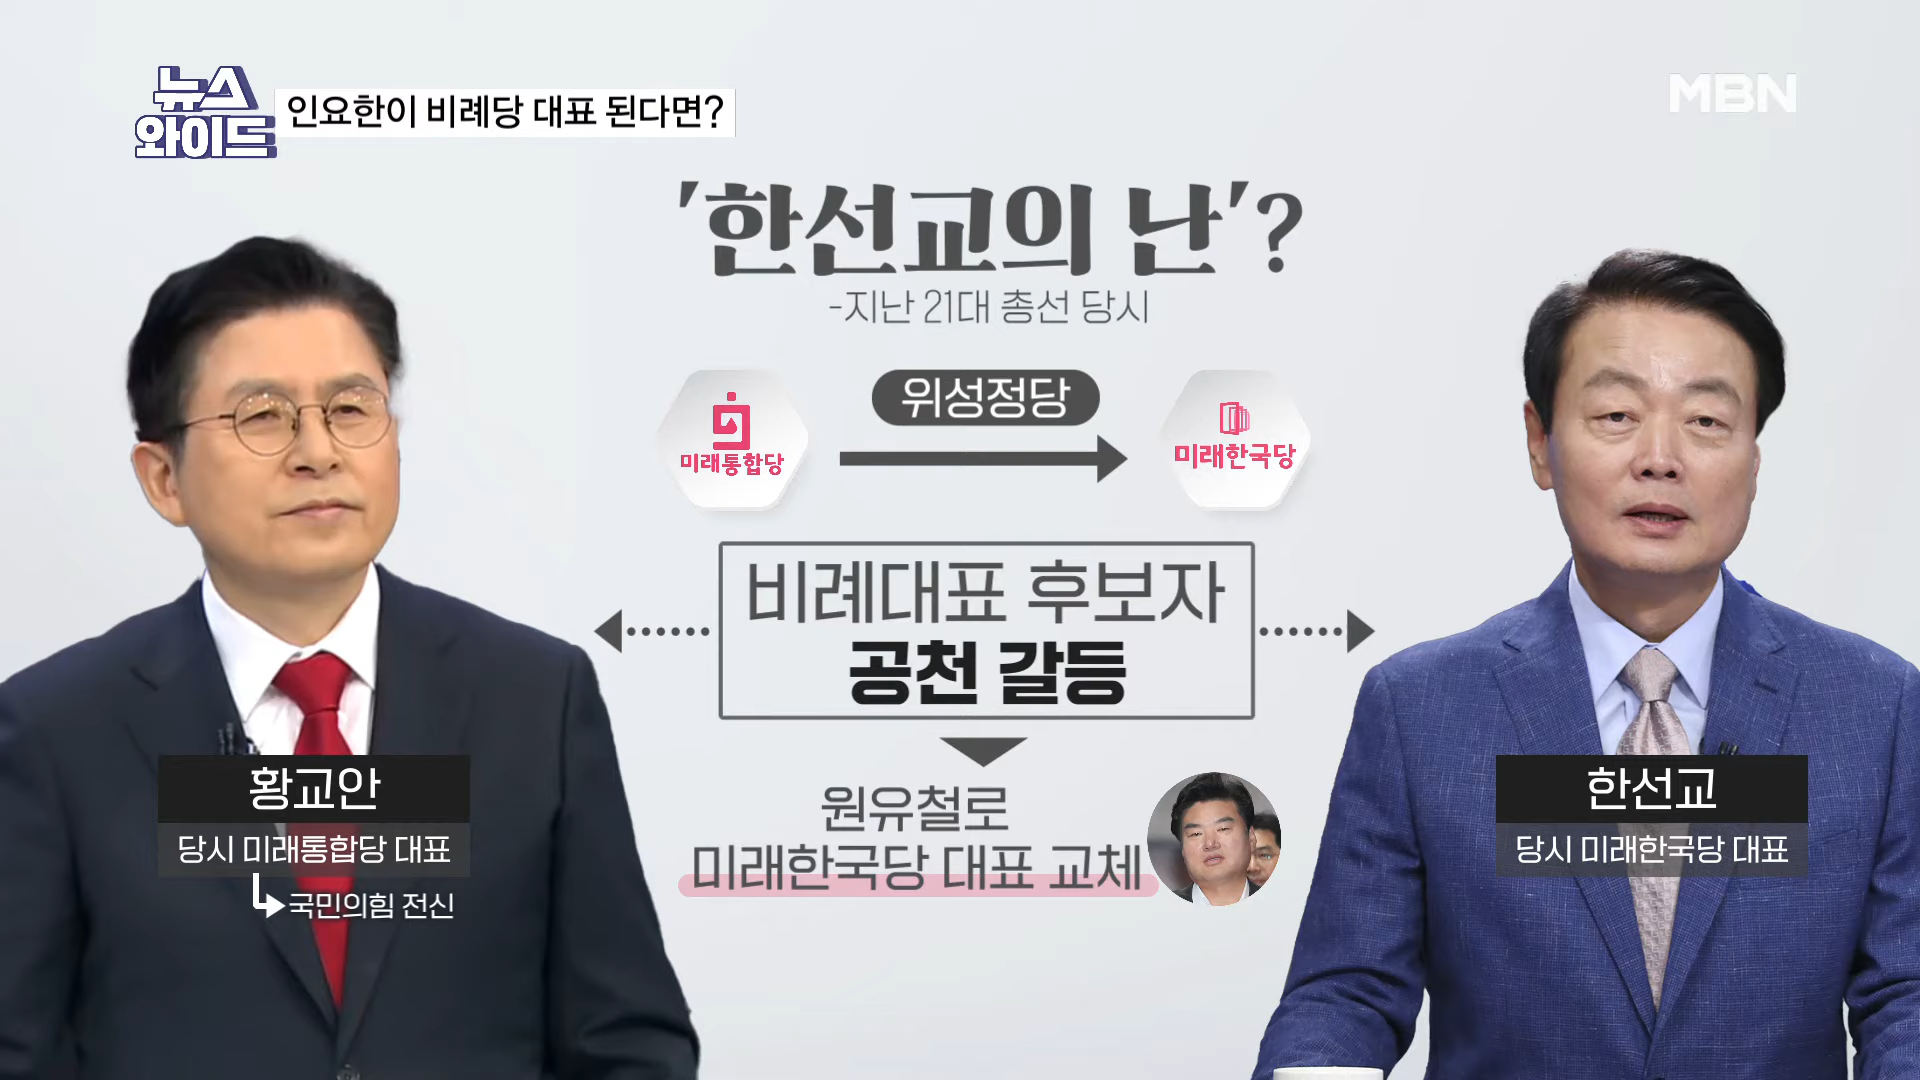 뉴스
와이드
인요한이 비례당 대표 된다면?
MBN
'한선교의 난'?
-지난 21대 총선 당시
위성정당
미래통합당
미래한국당
비례대표 후보자
공천 갈등
원유철로
미래한국당 대표 교체
황교안
당시 미래통합당 대표
국민의힘 전신
한선교
당시 미래한국당 대표